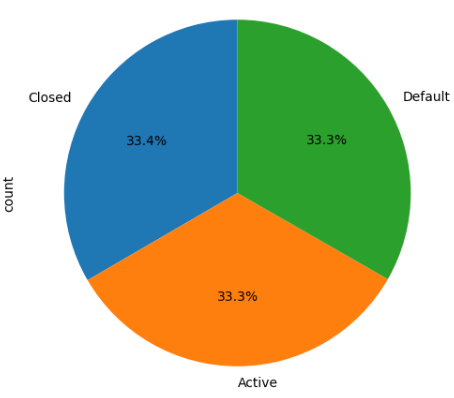 Closed
Default
33.4%
33.3%
count
33.3%
Active